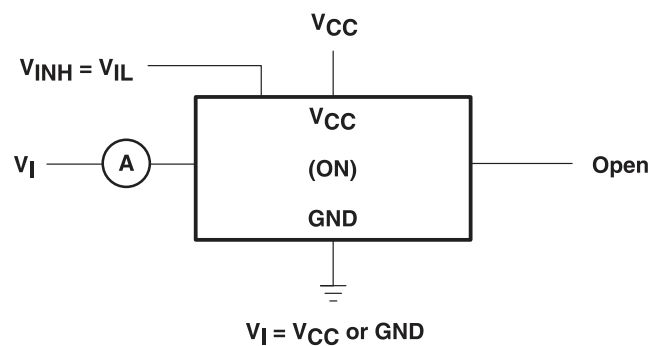 VCC
VINH = VIL
VCC
VI
A
(ON)
Open
GND
VI = VCC or GND